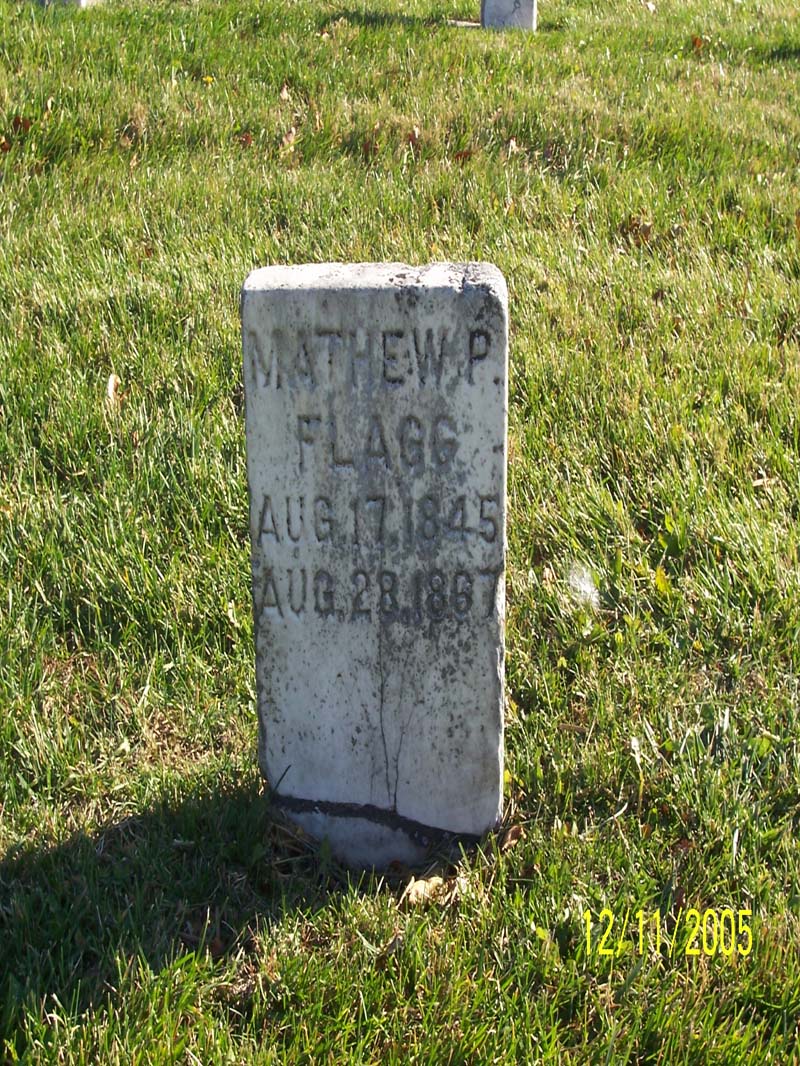 MATHEW P.
FLAGG
AUG. 17, 1845
AUG. 28, 1867
12/11/2005